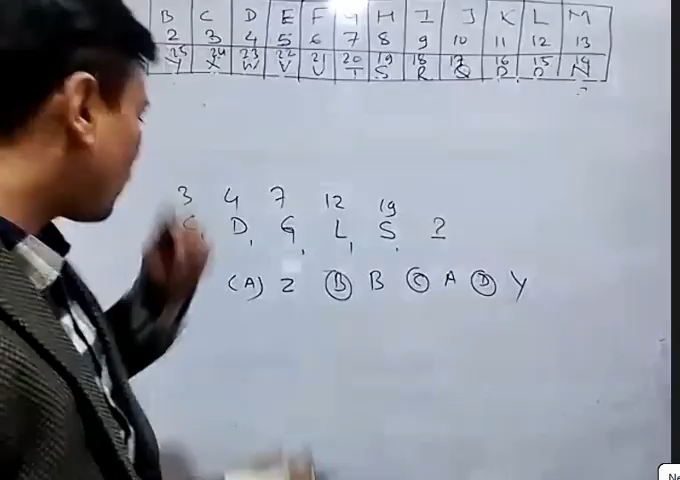 B C D E F G H I J K L M
2 3 4 5 6 7 8 9 10 11 12 13
25 24 23 22 21 20 19 18 17 16 15 14
Y X W V U T S R Q P O N
3 4 7 12 19
C, D, G, L, S, ?
(A) Z (B) B (C) A (D) Y
Ne